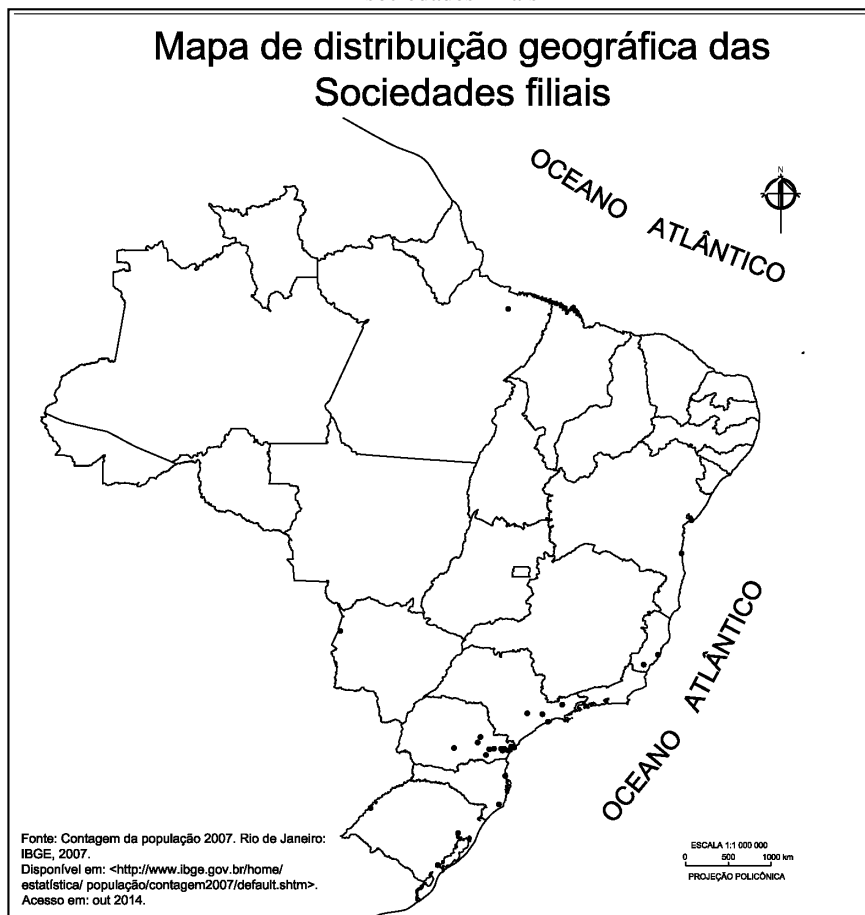 Mapa de distribuição geográfica das
Sociedades filiais
OCEANO ATLÂNTICO
N
OCEANO ATLÂNTICO
Fonte: Contagem da população 2007. Rio de Janeiro:
IBGE, 2007.
Disponível em: <http://www.ibge.gov.br/home/
estatística/ população/contagem2007/default.shtm>.
Acesso em: out 2014.
ESCALA 1:1 000 000
0 500 1000 km
PROJEÇÃO POLICÔNICA